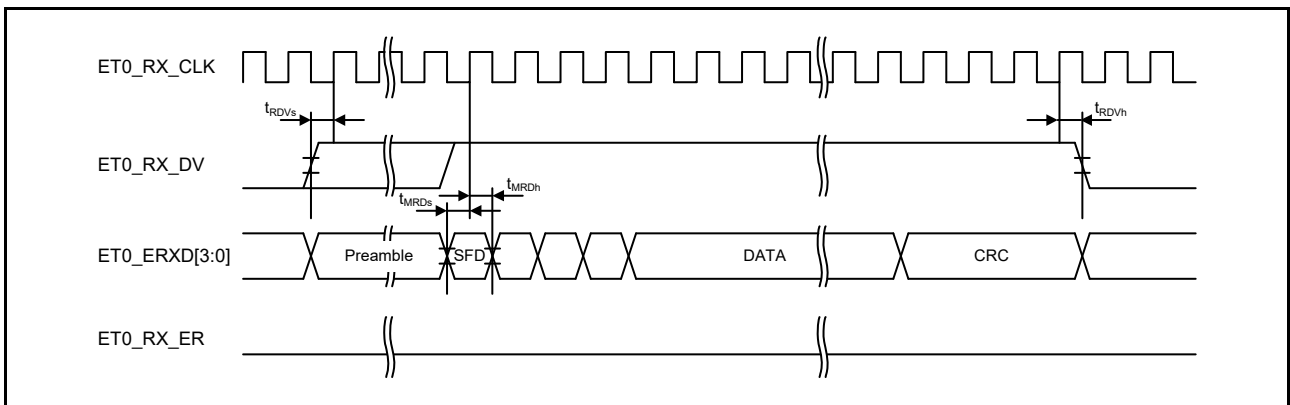 ET0_RX_CLK
tRDVs
tRDVh
ET0_RX_DV
tMRDh
tMRDs
ET0_ERXD[3:0]
Preamble
SFD
DATA
CRC
ET0_RX_ER